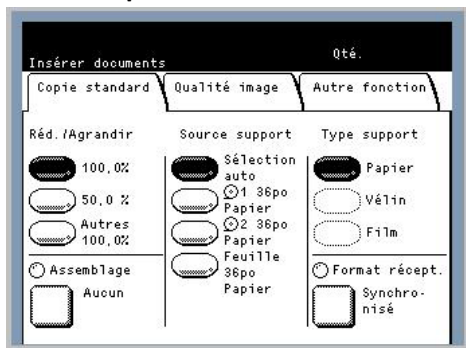 Insérer documents
Qté.
Copie standard
Qualité image
Autre fonction
Réd./Agrandir
100,0%
50,0 %
Autres
100,0%
Assemblage
Aucun
Source support
Sélection
auto
1 36po
Papier
2 36po
Papier
Feuille
36po
Papier
Type support
Papier
Vélin
Film
Format récept.
Synchro-
nisé